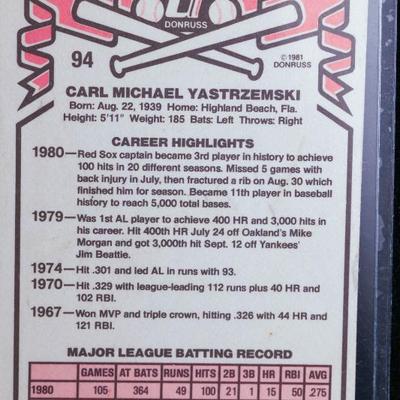 DONRUSS
94
© 1981
DONRUSS
CARL MICHAEL YASTRZEMSKI
Born: Aug. 22, 1939 Home: Highland Beach, Fla.
Height: 5'11" Weight: 185 Bats: Left Throws: Right
CAREER HIGHLIGHTS
1980—Red Sox captain became 3rd player in history to achieve
100 hits in 20 different seasons. Missed 5 games with
back injury in July, then fractured a rib on Aug. 30 which
finished him for season. Became 11th player in baseball
history to reach 5,000 total bases.
1979—Was 1st AL player to achieve 400 HR and 3,000 hits in
his career. Hit 400th HR July 24 off Oakland's Mike
Morgan and got 3,000th hit Sept. 12 off Yankees'
Jim Beattie.
1974—Hit .301 and led AL in runs with 93.
1970—Hit .329 with league-leading 112 runs plus 40 HR and
102 RBI.
1967—Won MVP and triple crown, hitting .326 with 44 HR and
121 RBI.
MAJOR LEAGUE BATTING RECORD
GAMES AT BATS RUNS HITS 2B 3B HR RBI AVG
1980 105 364 49 100 21 1 15 50 .275